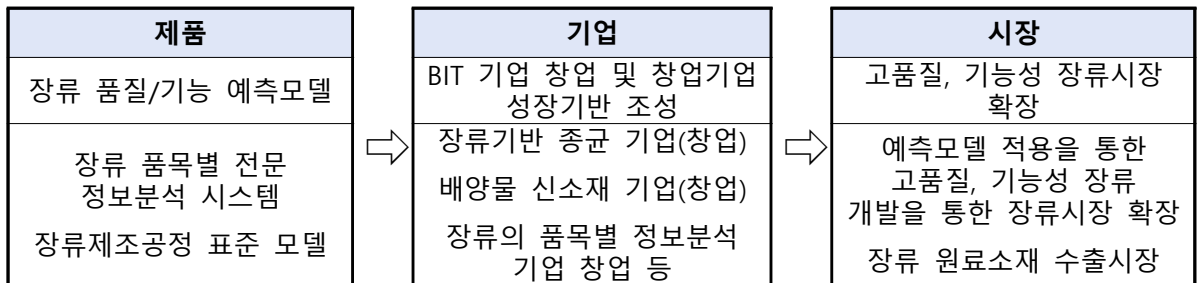 제품
장류 품질/기능 예측모델
장류 품목별 전문
정보분석 시스템
장류제조공정 표준 모델
기업
BIT 기업 창업 및 창업기업
성장기반 조성
장류기반 종균 기업(창업)
배양물 신소재 기업(창업)
장류의 품목별 정보분석
기업 창업 등
시장
고품질, 기능성 장류시장
확장
예측모델 적용을 통한
고품질, 기능성 장류
개발을 통한 장류시장 확장
장류 원료소재 수출시장